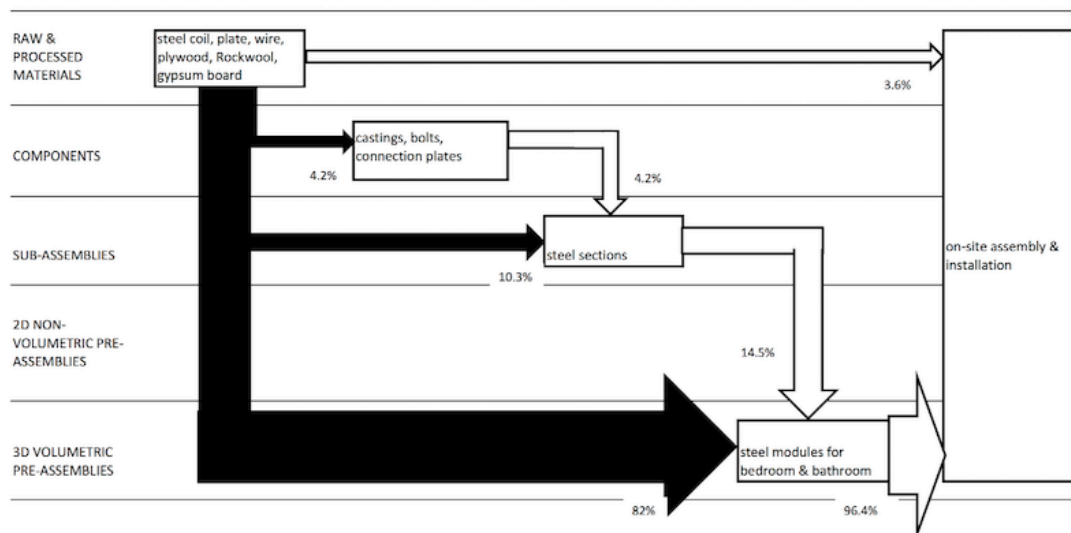 RAW &
PROCESSED
MATERIALS
steel coil, plate, wire,
plywood, Rockwool,
gypsum board
3.6%
COMPONENTS
castings, bolts,
connection plates
4.2%
4.2%
SUB-ASSEMBLIES
steel sections
10.3%
on-site assembly &
installation
2D NON-
VOLUMETRIC PRE-
ASSEMBLIES
14.5%
3D VOLUMETRIC
PRE-ASSEMBLIES
steel modules for
bedroom & bathroom
82%
96.4%